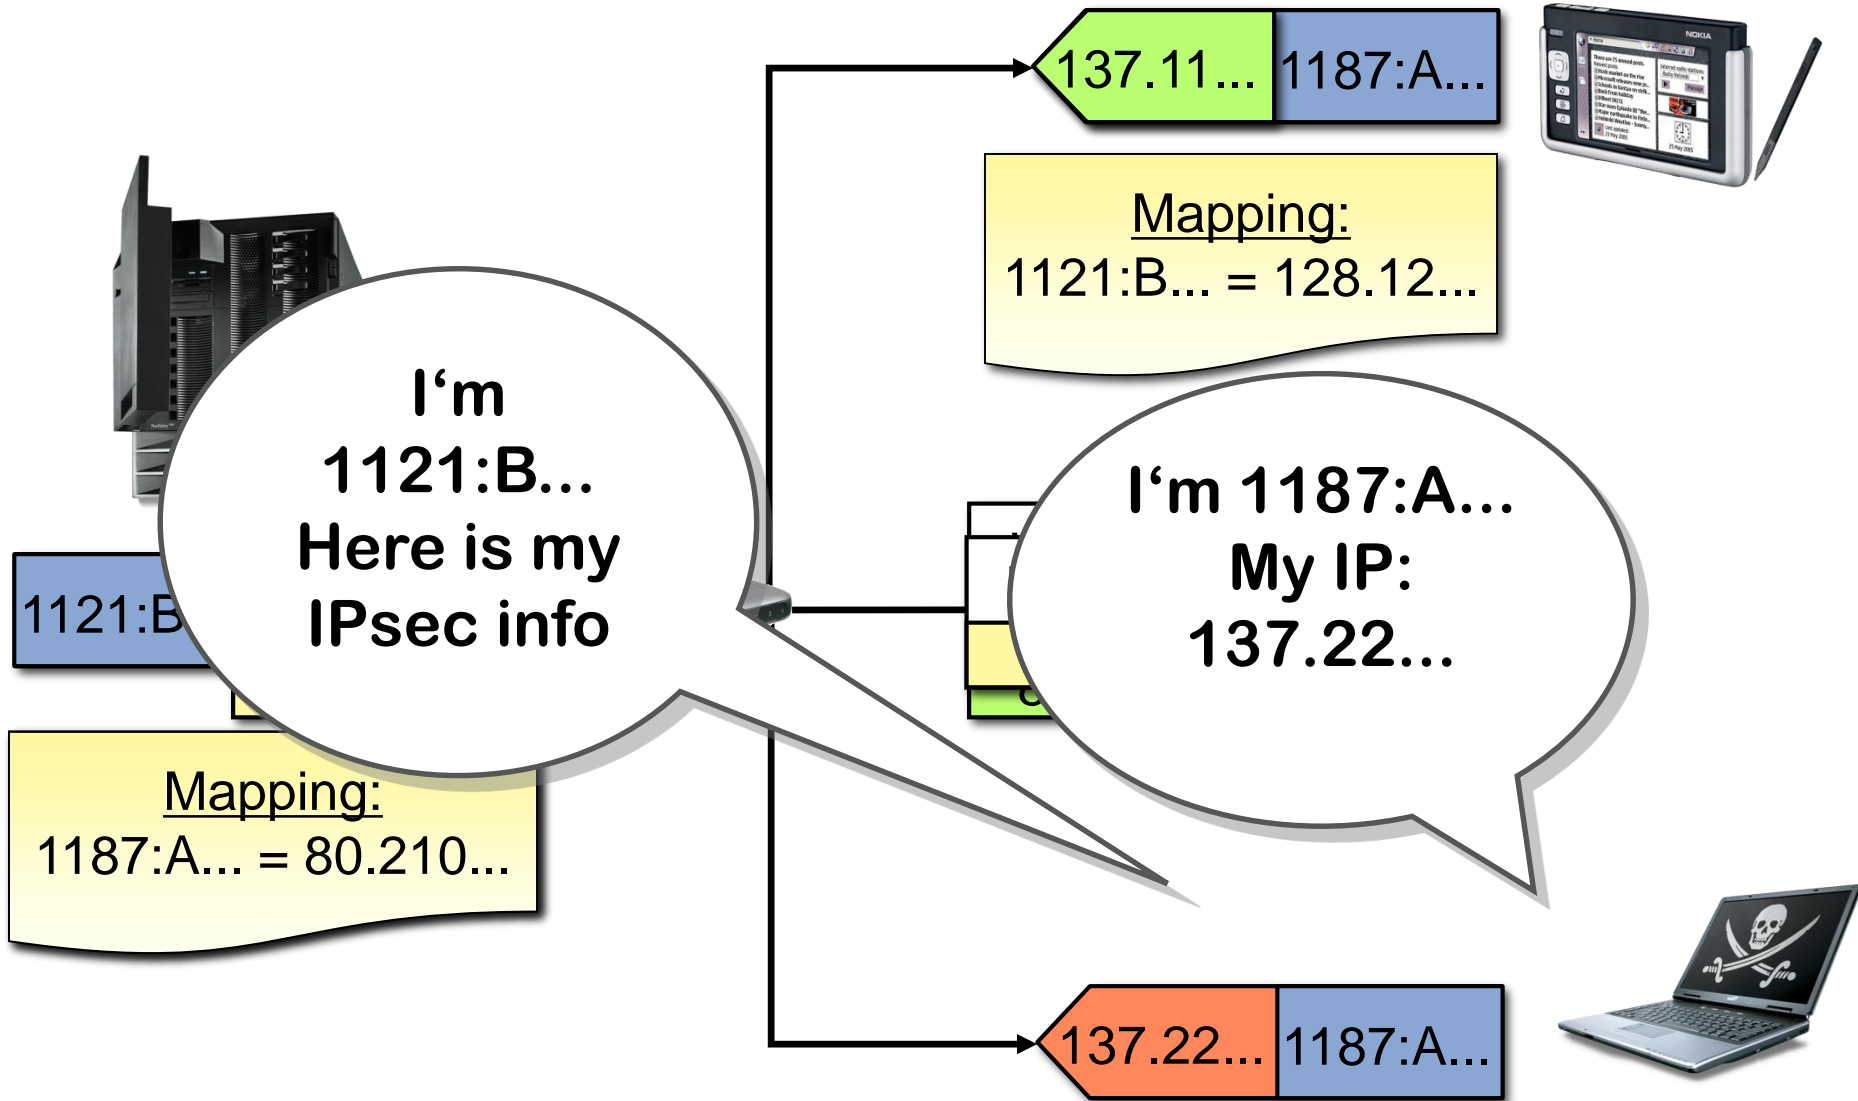 137.11... 1187:A...
NOKIA
Mapping:
1121:B... = 128.12...
I‘m
1121:B...
Here is my
IPsec info
I‘m 1187:A...
My IP:
137.22...
1121:B
Mapping:
1187:A... = 80.210...
137.22... 1187:A...